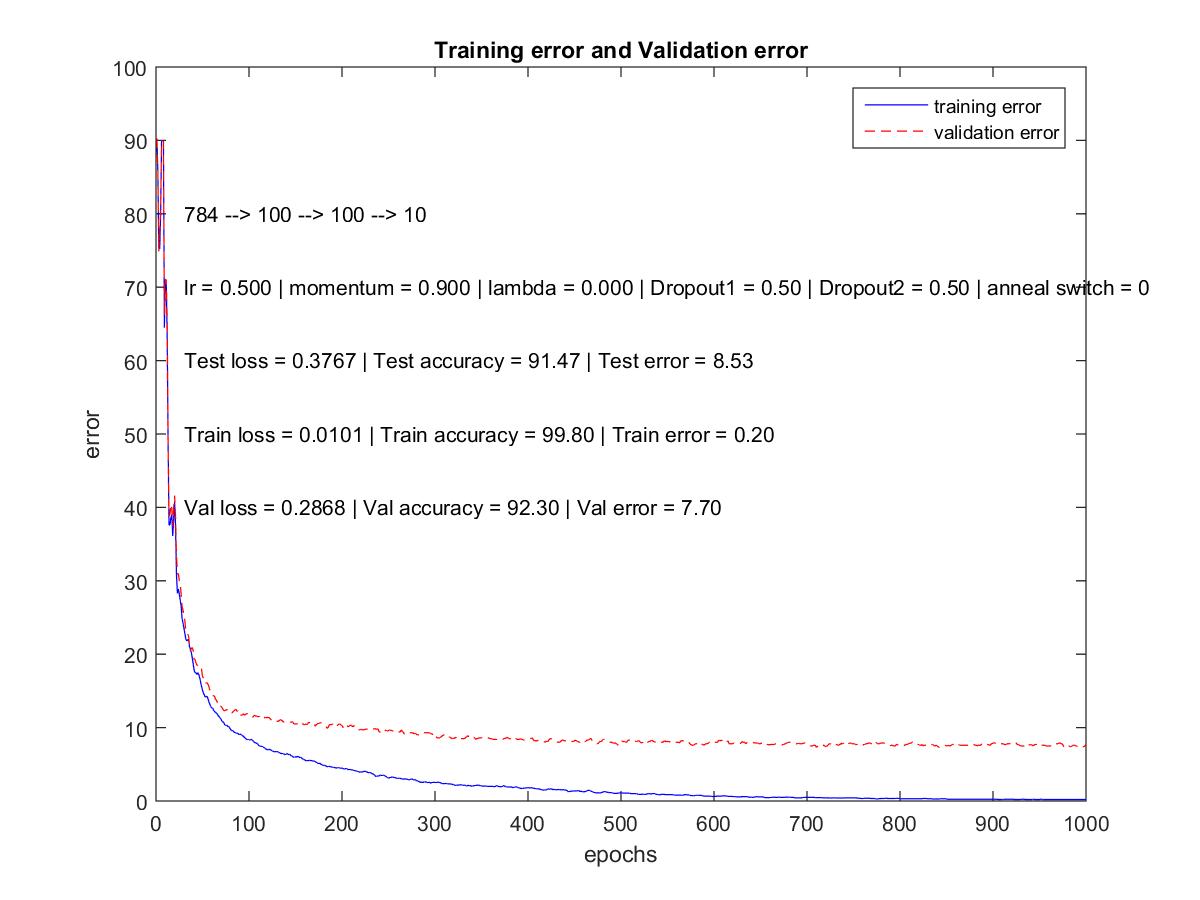 Training error and Validation error
100
90
80
70
60
50
40
30
20
10
0
error
training error
validation error
784 --> 100 --> 100 --> 10
lr = 0.500 | momentum = 0.900 | lambda = 0.000 | Dropout1 = 0.50 | Dropout2 = 0.50 | anneal switch = 0
Test loss = 0.3767 | Test accuracy = 91.47 | Test error = 8.53
Train loss = 0.0101 | Train accuracy = 99.80 | Train error = 0.20
Val loss = 0.2868 | Val accuracy = 92.30 | Val error = 7.70
0 100 200 300 400 500 600 700 800 900 1000
epochs